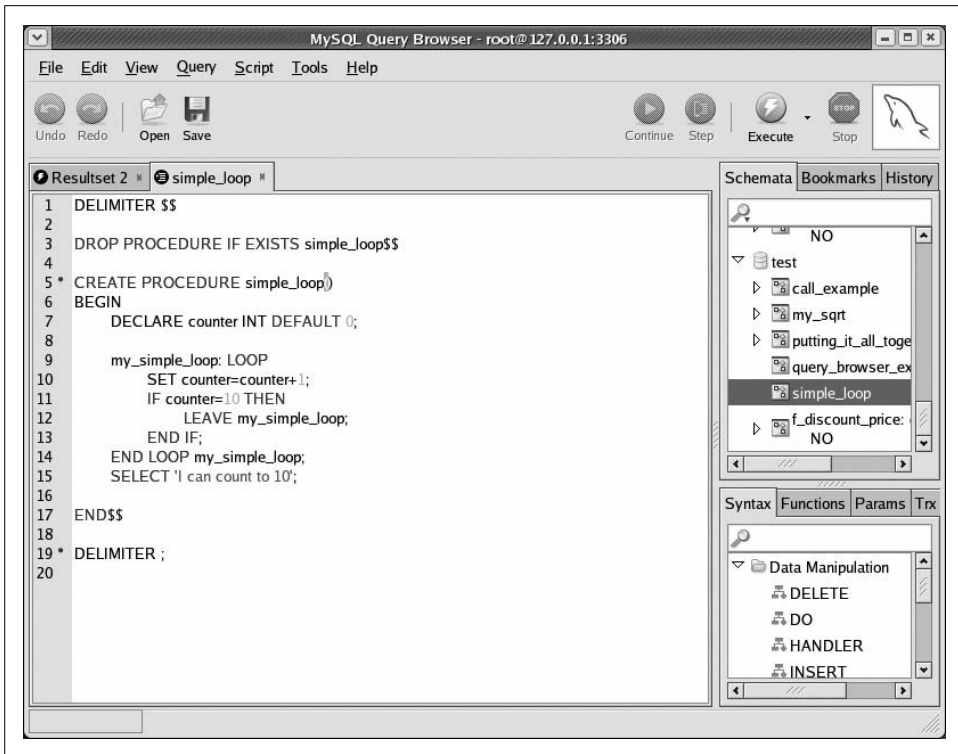 MySQL Query Browser - root@127.0.0.1:3306
File Edit View Query Script Tools Help
Undo Redo Open Save Continue Step Execute STOP Stop
Resultset 2 simple_loop
1 DELIMITER $$
2
3 DROP PROCEDURE IF EXISTS simple_loop$$
4
5 * CREATE PROCEDURE simple_loop()
6 BEGIN
7 DECLARE counter INT DEFAULT 0;
8
9 my_simple_loop: LOOP
10 SET counter=counter+1;
11 IF counter=10 THEN
12 LEAVE my_simple_loop;
13 END IF;
14 END LOOP my_simple_loop;
15 SELECT 'I can count to 10';
16
17 END$$
18
19 * DELIMITER ;
20
Schemata Bookmarks History
NO
test
call_example
my_sqrt
putting_it_all_toge
query_browser_ex
simple_loop
f_discount_price:
NO
Syntax Functions Params Trx
Data Manipulation
DELETE
DO
HANDLER
INSERT